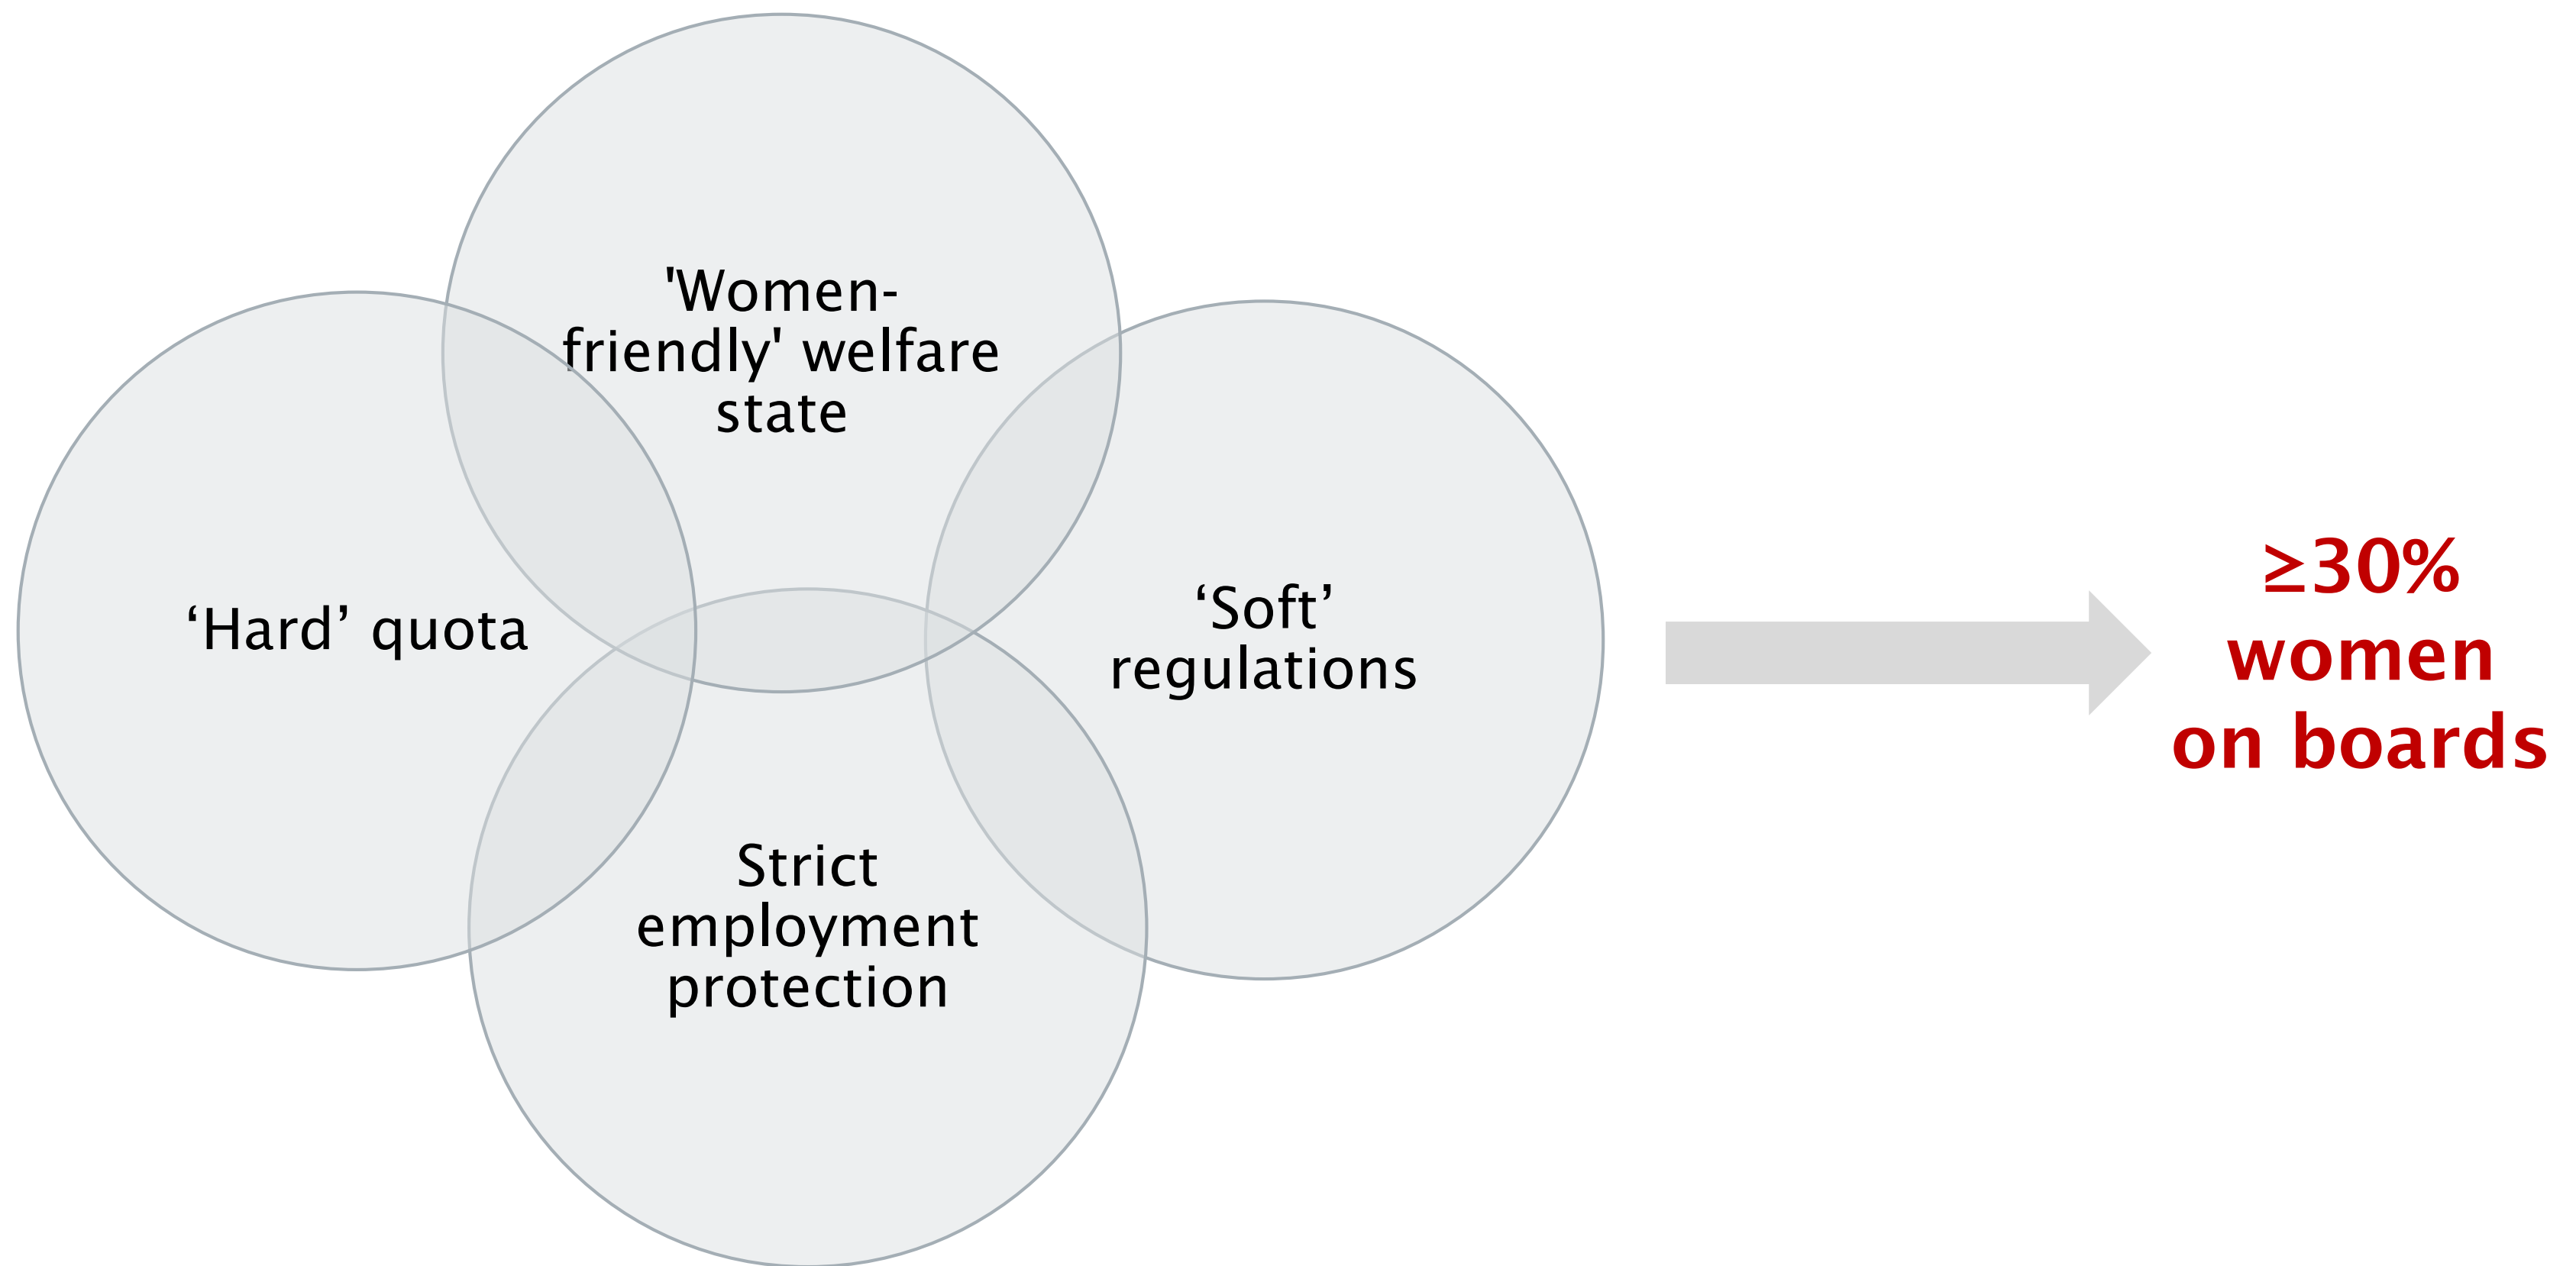 'Women-
friendly' welfare
state
‘Hard’ quota
‘Soft’
regulations
Strict
employment
protection
≥30%
women
on boards